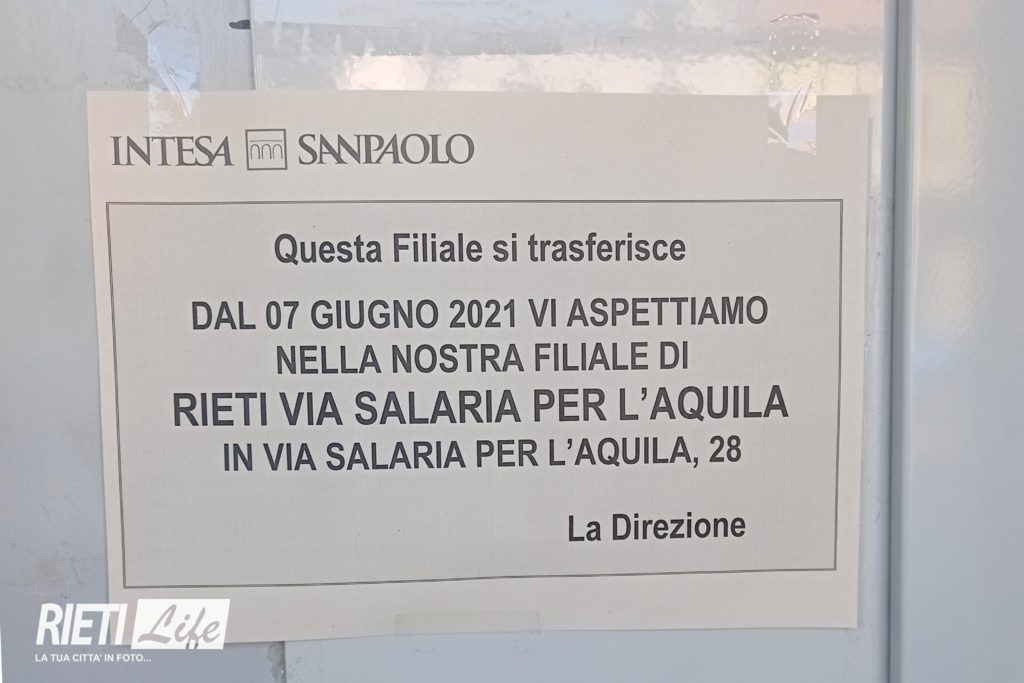 INTESA SANPAOLO
Questa Filiale si trasferisce
DAL 07 GIUGNO 2021 VI ASPETTIAMO
NELLA NOSTRA FILIALE DI
RIETI VIA SALARIA PER L'AQUILA
IN VIA SALARIA PER L'AQUILA, 28
La Direzione
RIETI Life
LA TUA CITTA' IN FOTO...